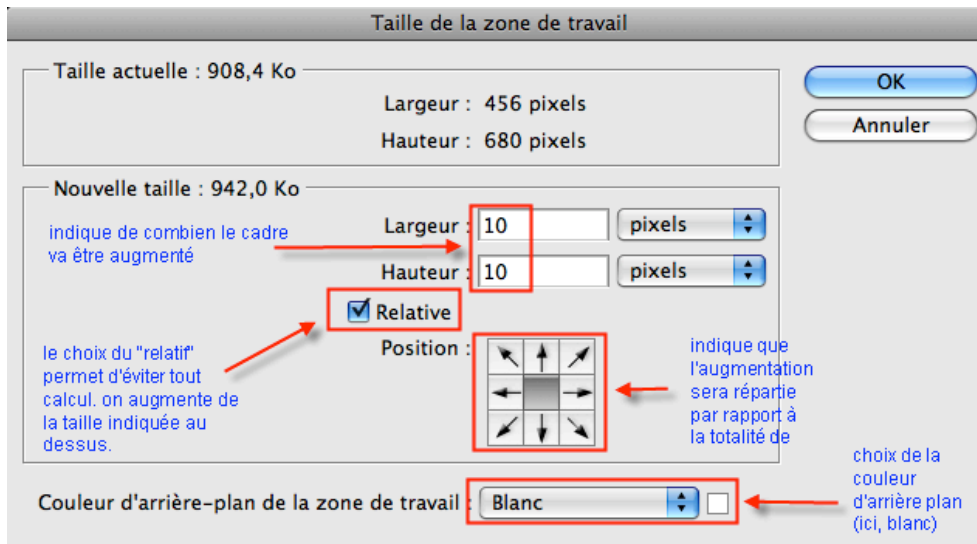 Taille de la zone de travail
Taille actuelle : 908,4 Ko
Largeur : 456 pixels
Hauteur : 680 pixels
OK
Annuler
Nouvelle taille : 942,0 Ko
indique de combien le cadre
va être augmenté
Largeur : 10 pixels
Hauteur : 10 pixels
Relative
le choix du "relatif"
permet d'éviter tout
calcul. on augmente de
la taille indiquée au
dessus.
Position :
indique que
l'augmentation
sera répartie
par rapport à
la totalité de
Couleur d'arrière-plan de la zone de travail : Blanc
choix de la
couleur
d'arrière plan
(ici, blanc)